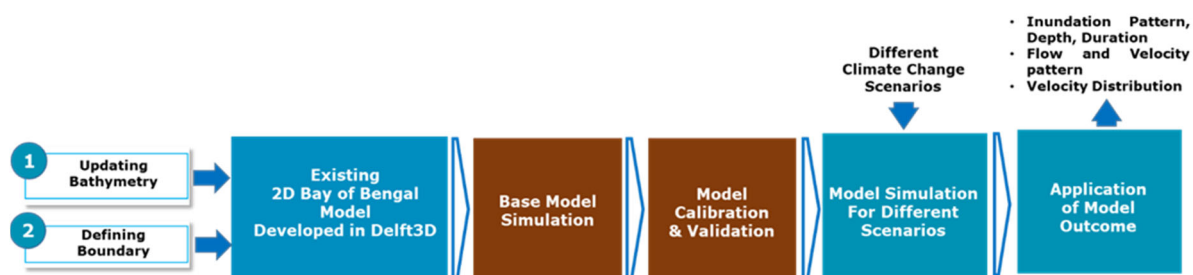 1
Updating
Bathymetry
2
Defining
Boundary
Existing
2D Bay of Bengal
Model
Developed in Delft3D
Base Model
Simulation
Model
Calibration
& Validation
Different
Climate Change
Scenarios
Model Simulation
For Different
Scenarios
• Inundation Pattern,
Depth, Duration
• Flow and Velocity
pattern
• Velocity Distribution
Application
of Model
Outcome